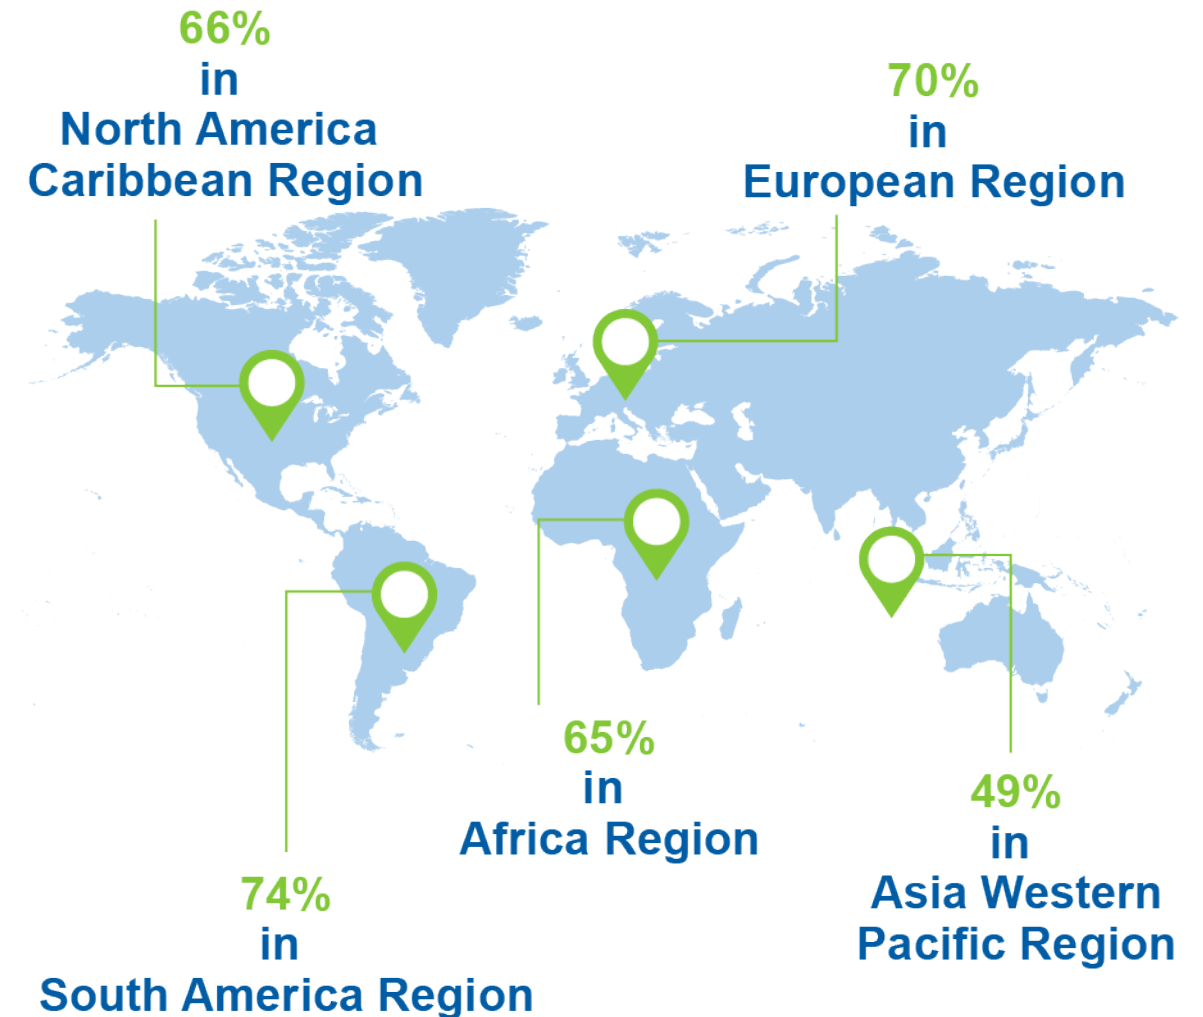 66%
in
North America
Caribbean Region
70%
in
European Region
65%
in
Africa Region
49%
in
Asia Western
Pacific Region
74%
in
South America Region